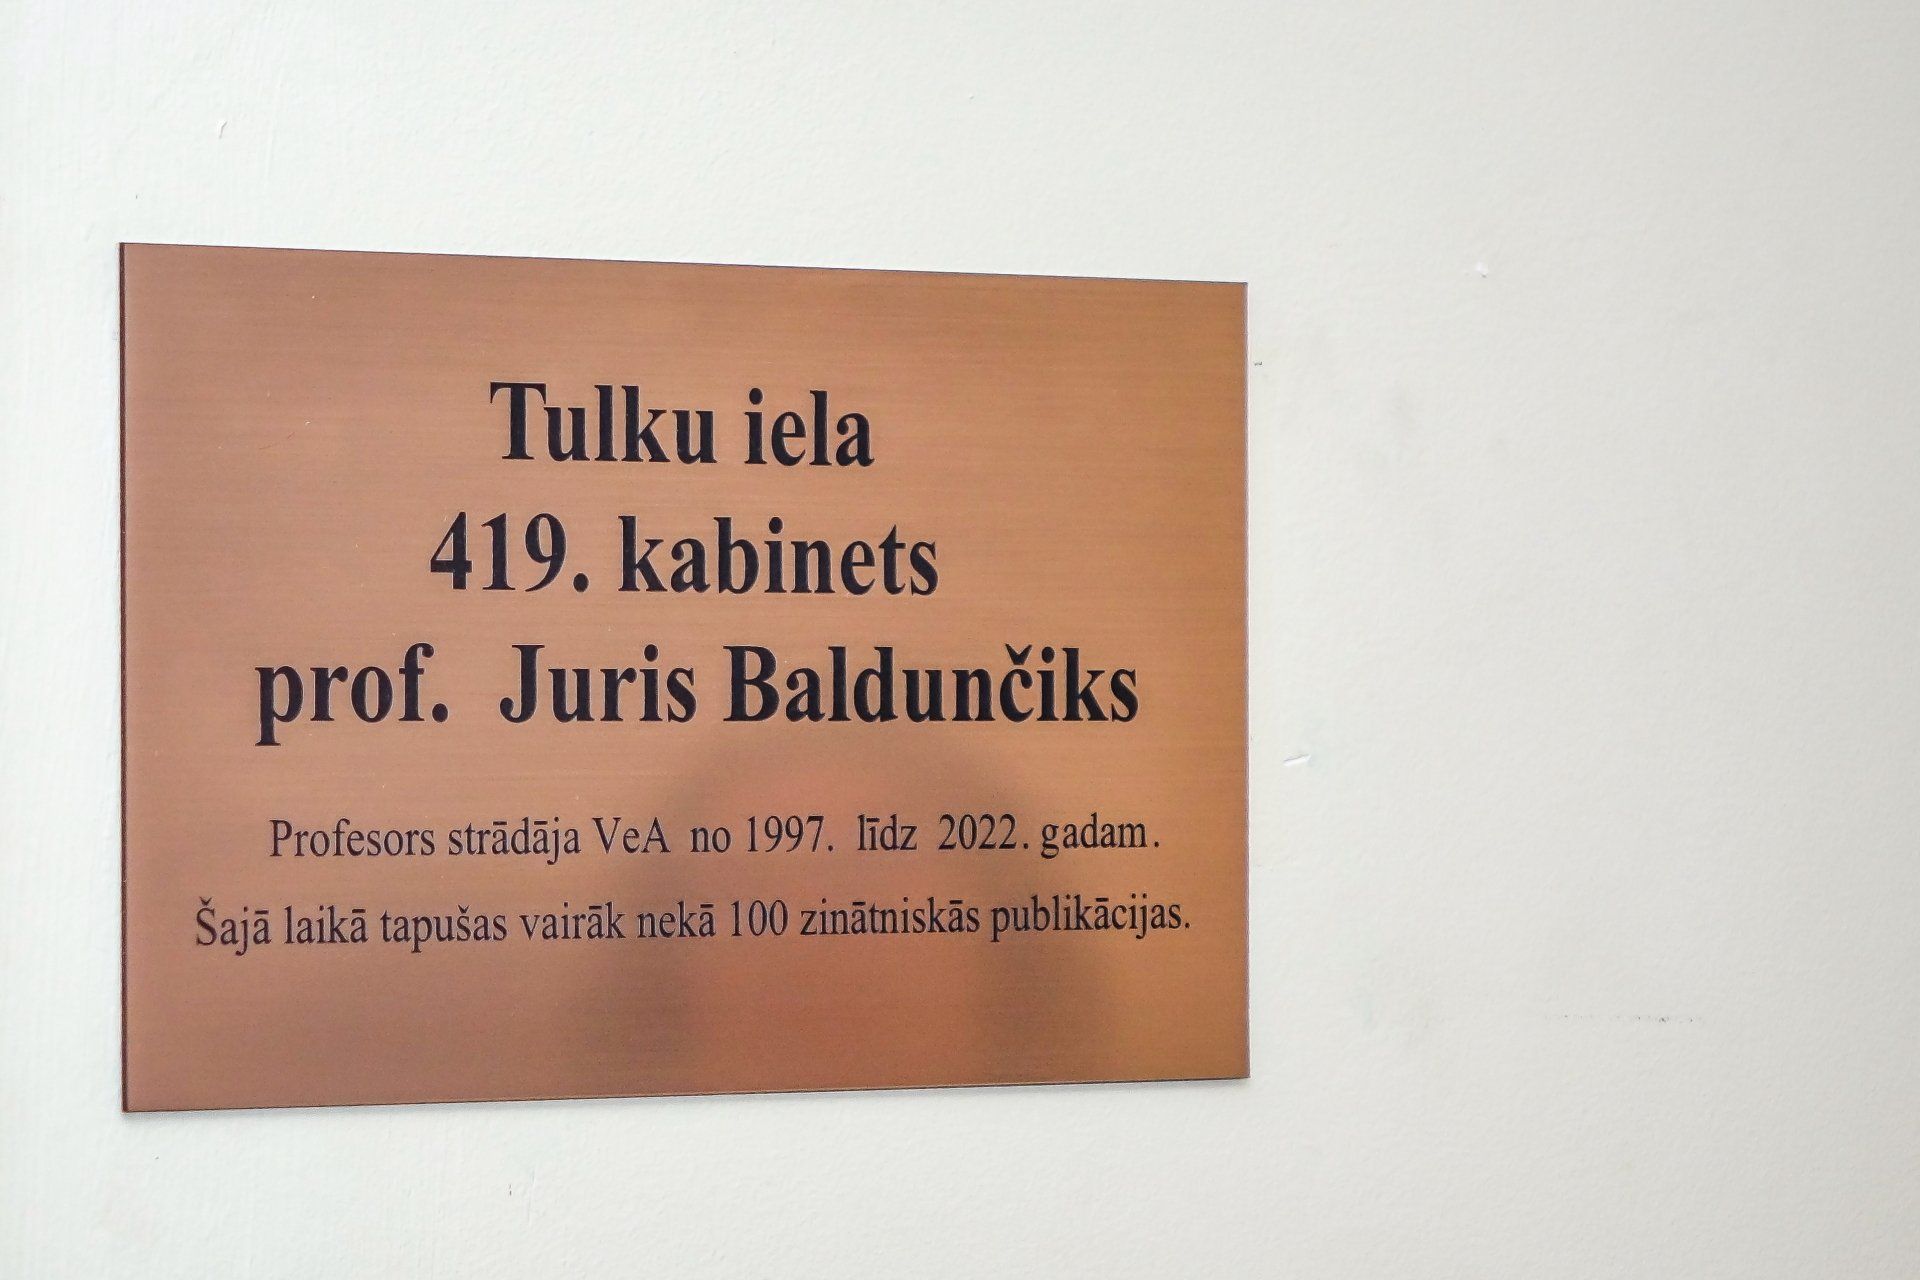 Tulku iela
419. kabinets
prof. Juris Baldunčiks
Profesors strādāja VeA no 1997. līdz 2022. gadam.
Šajā laikā tapušas vairāk nekā 100 zinātniskās publikācijas.